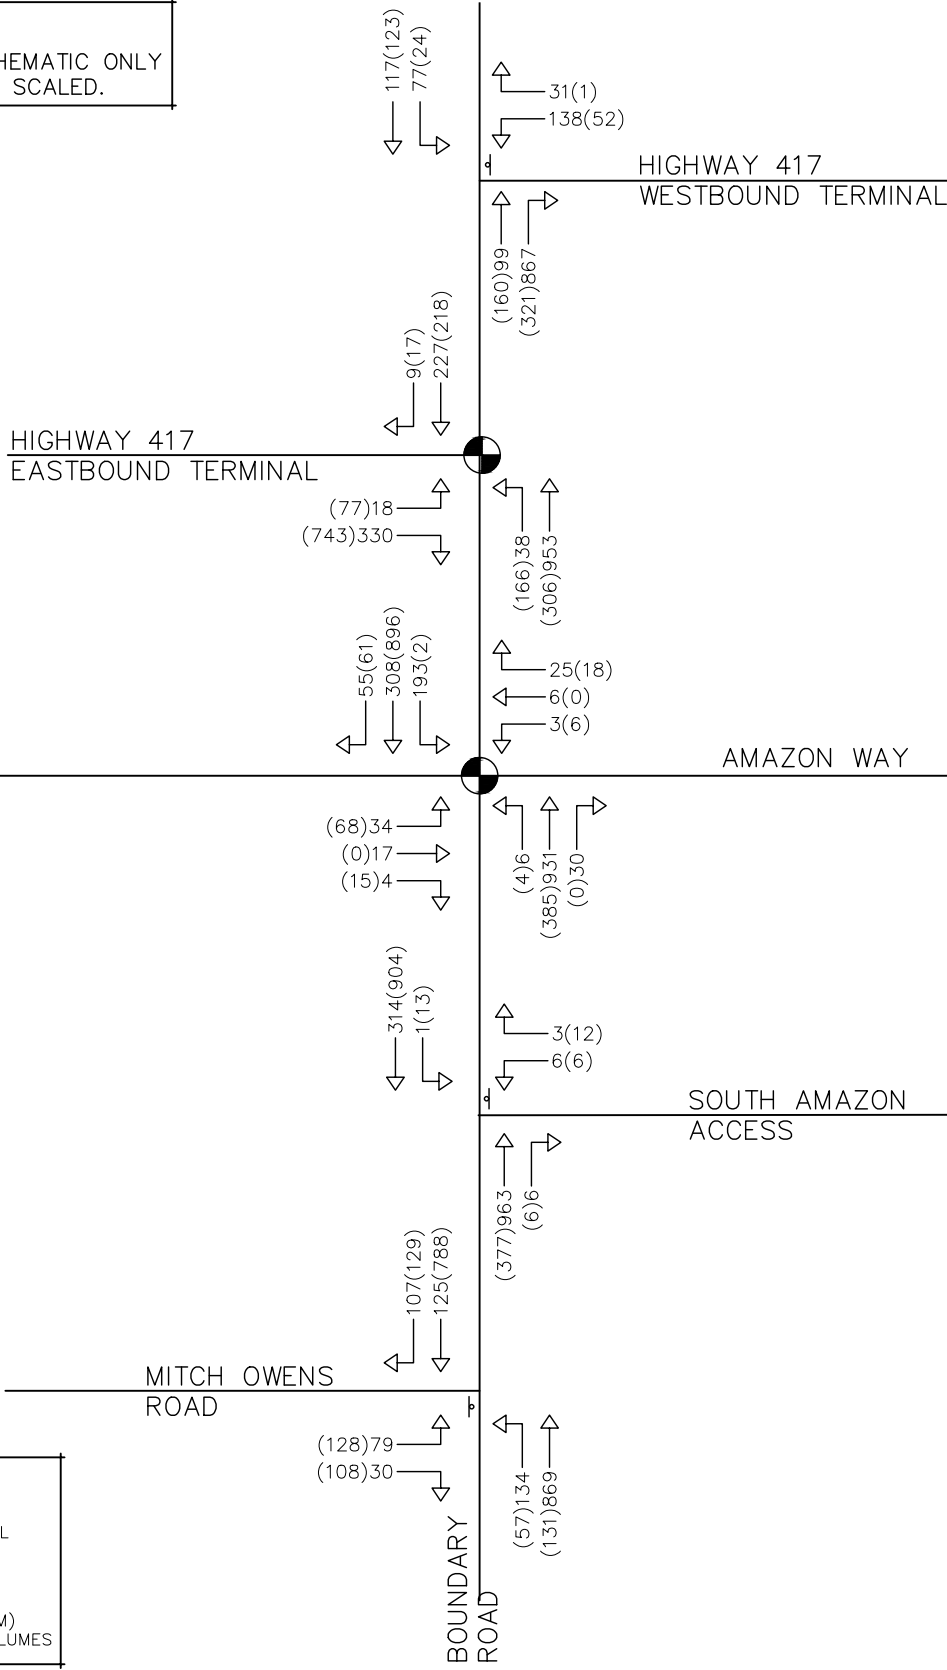 HEMATIC ONLY
SCALED.
117(123)
77(24)
31(1)
138(52)
HIGHWAY 417
WESTBOUND TERMINAL
(160)99
(321)867
9(17)
227(218)
HIGHWAY 417
EASTBOUND TERMINAL
(77)18
(743)330
(166)38
(306)953
55(61)
308(896)
193(2)
25(18)
6(0)
3(6)
AMAZON WAY
(68)34
(0)17
(15)4
(4)6
(385)931
(0)30
314(904)
1(13)
3(12)
6(6)
SOUTH AMAZON
ACCESS
(377)963
(6)6
107(129)
125(788)
MITCH OWENS
ROAD
(128)79
(108)30
(57)134
(131)869
BOUNDARY
ROAD
L
M)
LUMES